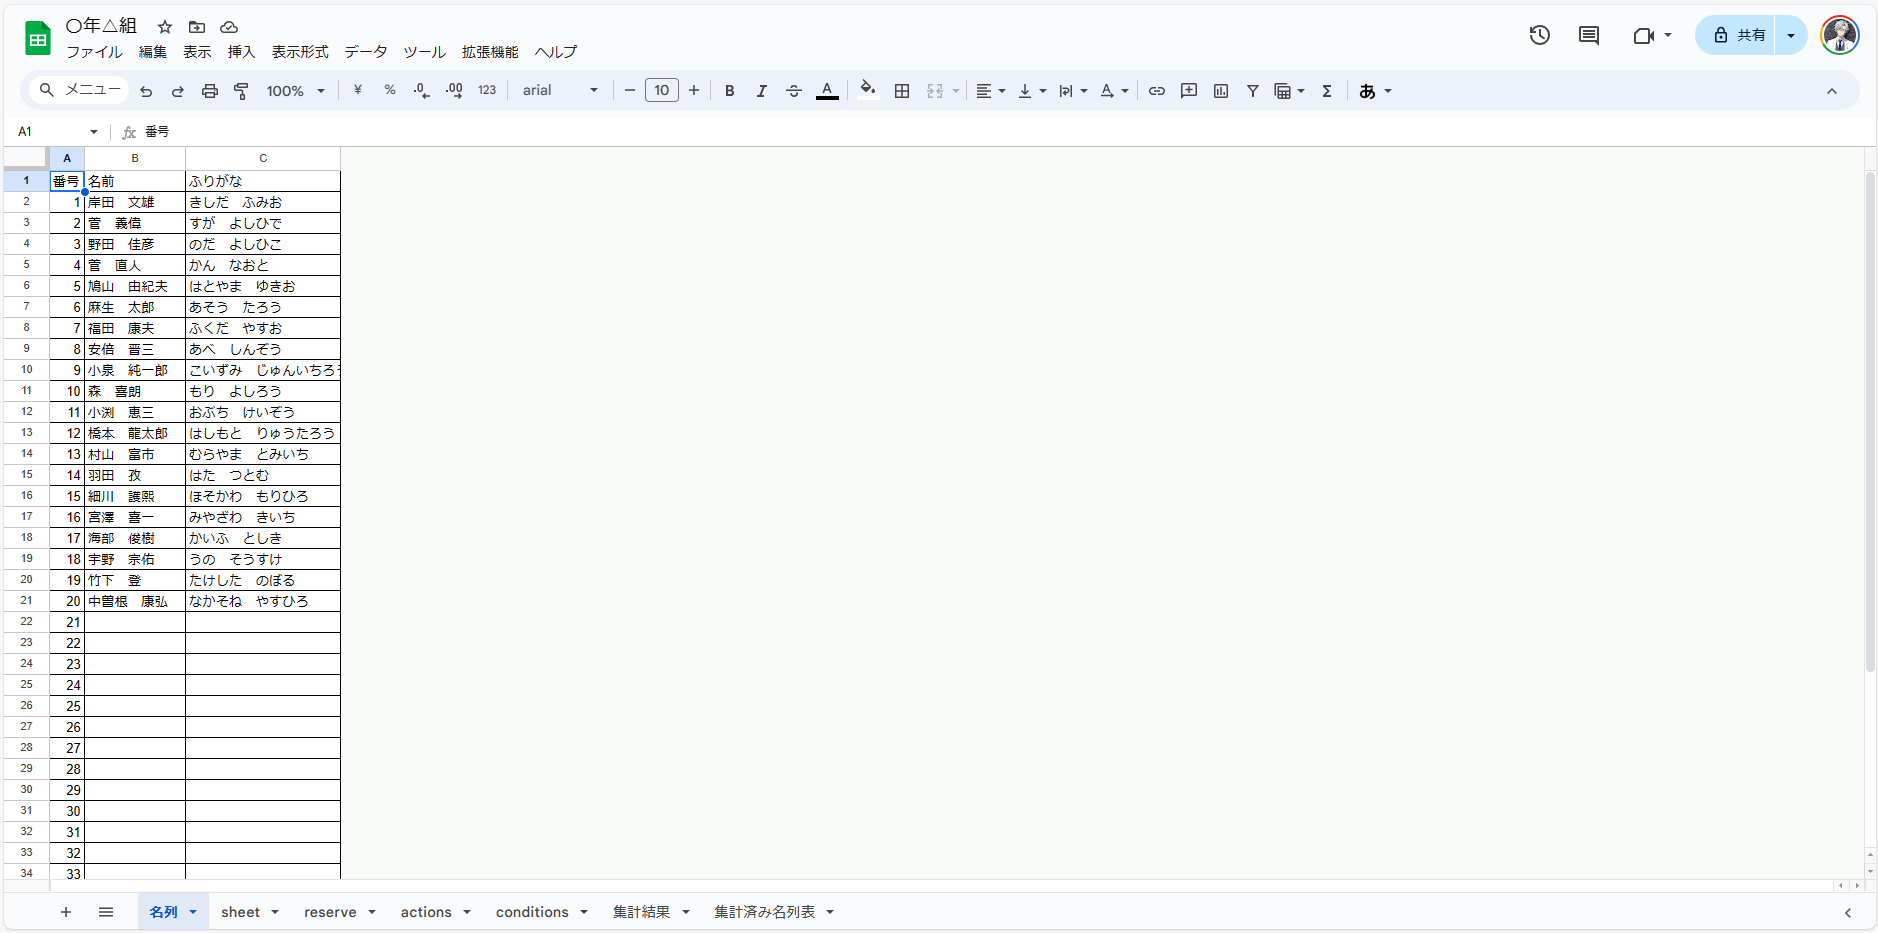 〇年△組
ファイル 編集 表示 挿入 表示形式 データ ツール 拡張機能 ヘルプ
共有
メニュー 100% ¥ % .0 .00 123 arial 10 B I S A あ Σ
A1 fx 番号
A B C
1 番号 名前 ふりがな
2 1 岸田 文雄 きしだ ふみお
3 2 菅 義偉 すが よしひで
4 3 野田 佳彦 のだ よしひこ
5 4 菅 直人 かん なおと
6 5 鳩山 由紀夫 はとやま ゆきお
7 6 麻生 太郎 あそう たろう
8 7 福田 康夫 ふくだ やすお
9 8 安倍 晋三 あべ しんぞう
10 9 小泉 純一郎 こいずみ じゅんいちろう
11 10 森 喜朗 もり よしろう
12 11 小渕 恵三 おぶち けいぞう
13 12 橋本 龍太郎 はしもと りゅうたろう
14 13 村山 富市 むらやま とみいち
15 14 羽田 孜 はた つとむ
16 15 細川 護熙 ほそかわ もりひろ
17 16 宮澤 喜一 みやざわ きいち
18 17 海部 俊樹 かいふ としき
19 18 宇野 宗佑 うの そうすけ
20 19 竹下 登 たけした のぼる
21 20 中曽根 康弘 なかそね やすひろ
22 21
23 22
24 23
25 24
26 25
27 26
28 27
29 28
30 29
31 30
32 31
33 32
34 33
名列 sheet reserve actions conditions 集計結果 集計済み名列表